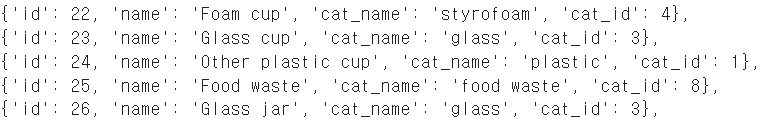 {'id': 22, 'name': 'Foam cup', 'cat_name': 'styrofoam', 'cat_id': 4},
{'id': 23, 'name': 'Glass cup', 'cat_name': 'glass', 'cat_id': 3},
{'id': 24, 'name': 'Other plastic cup', 'cat_name': 'plastic', 'cat_id': 1},
{'id': 25, 'name': 'Food waste', 'cat_name': 'food waste', 'cat_id': 8},
{'id': 26, 'name': 'Glass jar', 'cat_name': 'glass', 'cat_id': 3},